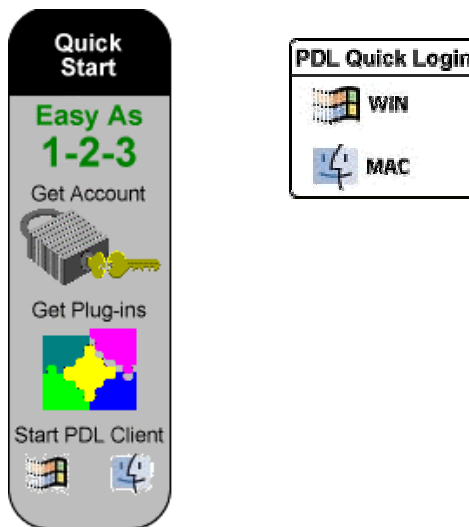 Quick
Start
Easy As
1-2-3
Get Account
Get Plug-ins
Start PDL Client
PDL Quick Login
WIN
MAC